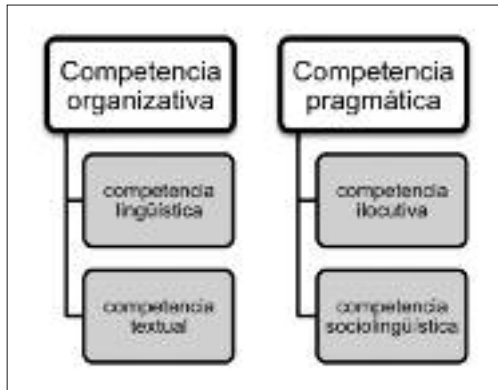 Competencia
organizativa
competencia
lingüística
competencia
textual
Competencia
pragmática
competencia
ilocutiva
competencia
sociolingüística